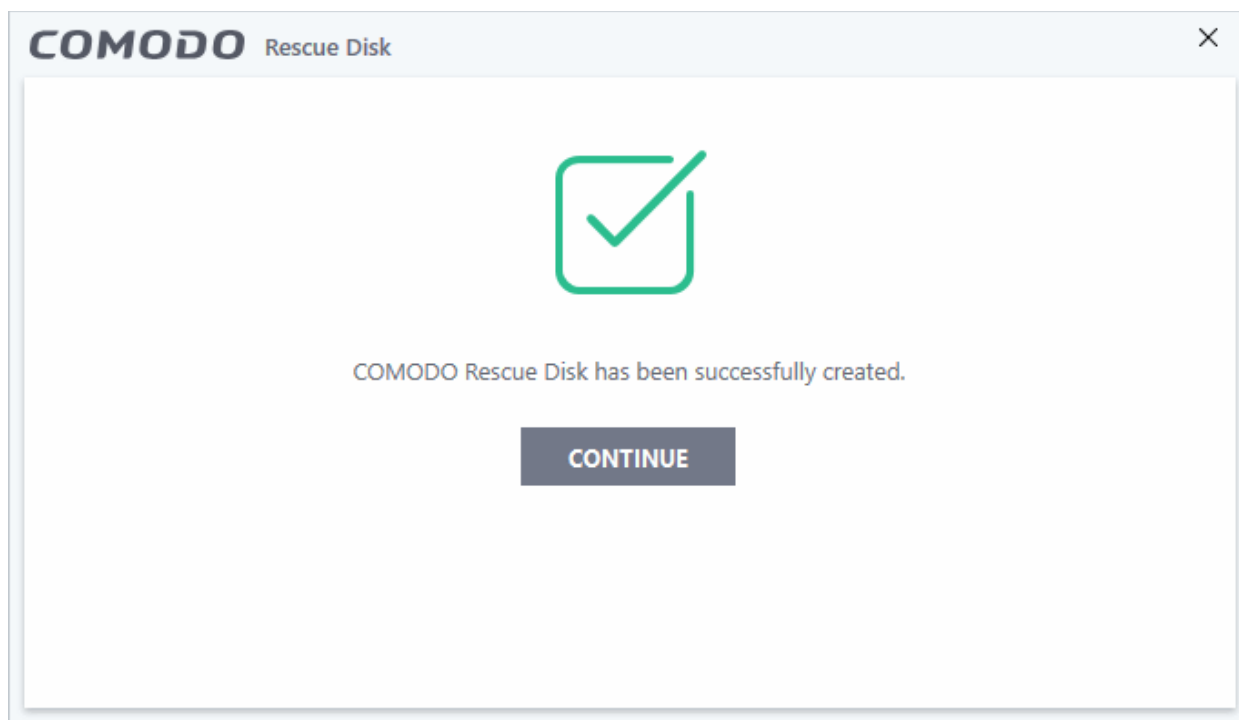 COMODO Rescue Disk
COMODO Rescue Disk has been successfully created.
CONTINUE